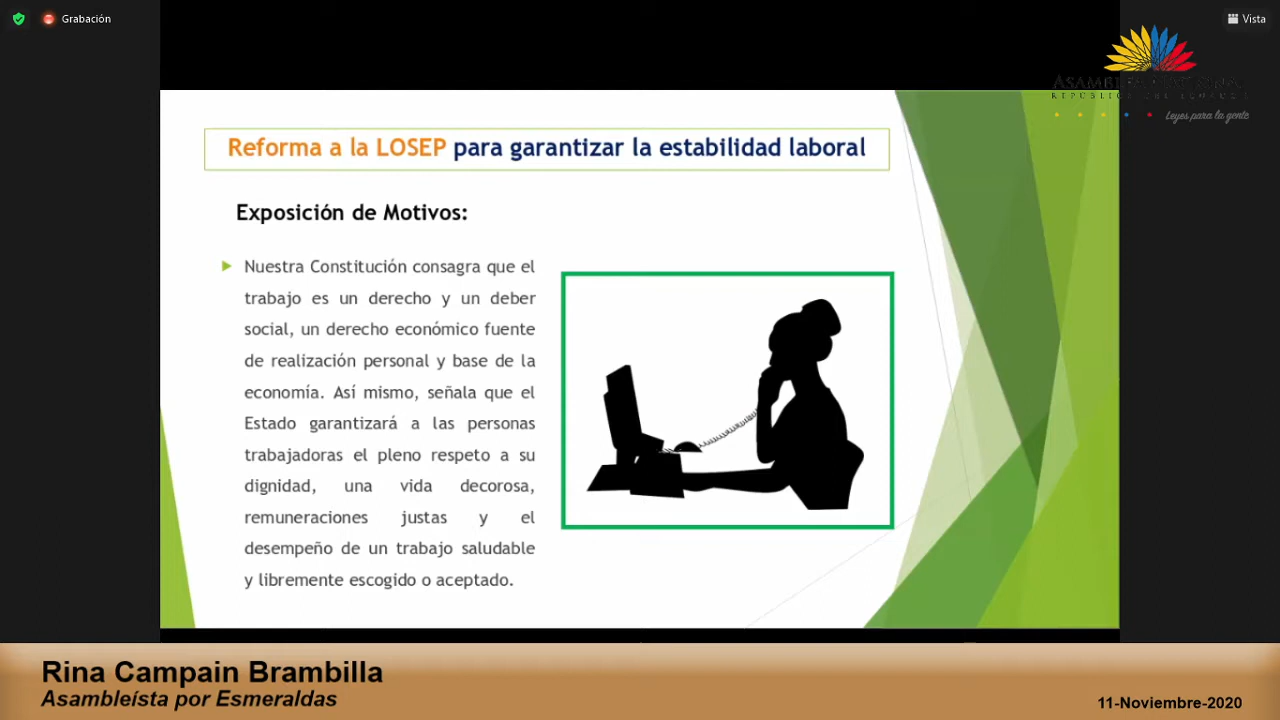 Grabación
Vista
ASAMBLEA NACIONAL
REPÚBLICA DEL ECUADOR
Leyes para la gente
Reforma a la LOSEP para garantizar la estabilidad laboral
Exposición de Motivos:
Nuestra Constitución consagra que el
trabajo es un derecho y un deber
social, un derecho económico fuente
de realización personal y base de la
economía. Así mismo, señala que el
Estado garantizará a las personas
trabajadoras el pleno respeto a su
dignidad, una vida decorosa,
remuneraciones justas y el
desempeño de un trabajo saludable
y libremente escogido o aceptado.
Rina Campain Brambilla
Asambleísta por Esmeraldas
11-Noviembre-2020